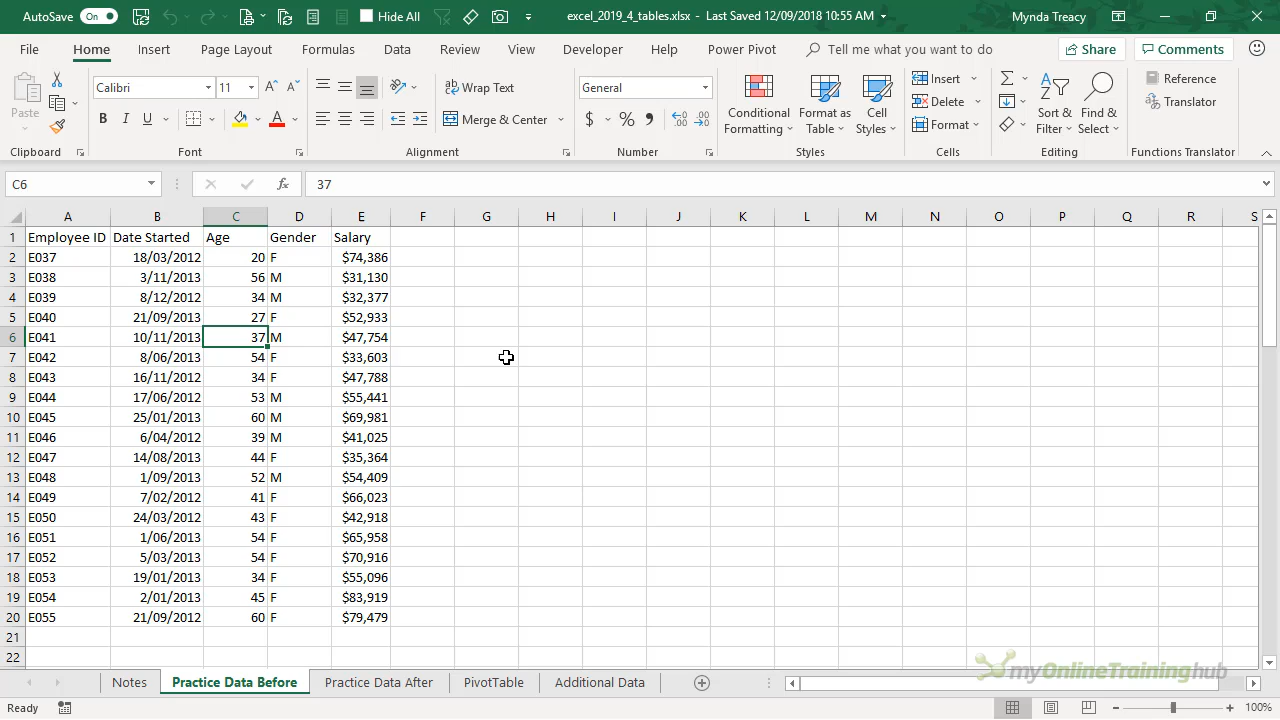 AutoSave On Hide All excel_2019_4_tables.xlsx - Last Saved 12/09/2018 10:55 AM Mynda Treacy
File Home Insert Page Layout Formulas Data Review View Developer Help Power Pivot Tell me what you want to do Share Comments
Paste
Clipboard
Calibri 11
B I U A
Font
Wrap Text
Merge & Center
Alignment
General
$ % 9
Number
Conditional Formatting
Format as Table
Cell Styles
Styles
Insert
Delete
Format
Cells
Sort & Filter
Find & Select
Editing
Reference
Translator
Functions Translator
C6 fx 37
A B C D E F G H I J K L M N O P Q R S
1 Employee ID Date Started Age Gender Salary
2 E037 18/03/2012 20 F $74,386
3 E038 3/11/2013 56 M $31,130
4 E039 8/12/2012 34 M $32,377
5 E040 21/09/2013 27 F $52,933
6 E041 10/11/2013 37 M $47,754
7 E042 8/06/2013 54 F $33,603
8 E043 16/11/2012 34 F $47,788
9 E044 17/06/2012 53 M $55,441
10 E045 25/01/2013 60 M $69,981
11 E046 6/04/2012 39 M $41,025
12 E047 14/08/2013 44 F $35,364
13 E048 1/09/2013 52 M $54,409
14 E049 7/02/2012 41 F $66,023
15 E050 24/03/2012 43 F $42,918
16 E051 1/06/2013 54 F $65,958
17 E052 5/03/2013 54 F $70,916
18 E053 19/01/2013 34 F $55,096
19 E054 2/01/2013 45 F $83,919
20 E055 21/09/2012 60 F $79,479
21
22
myOnlineTraininghub
Notes Practice Data Before Practice Data After PivotTable Additional Data
Ready 100%